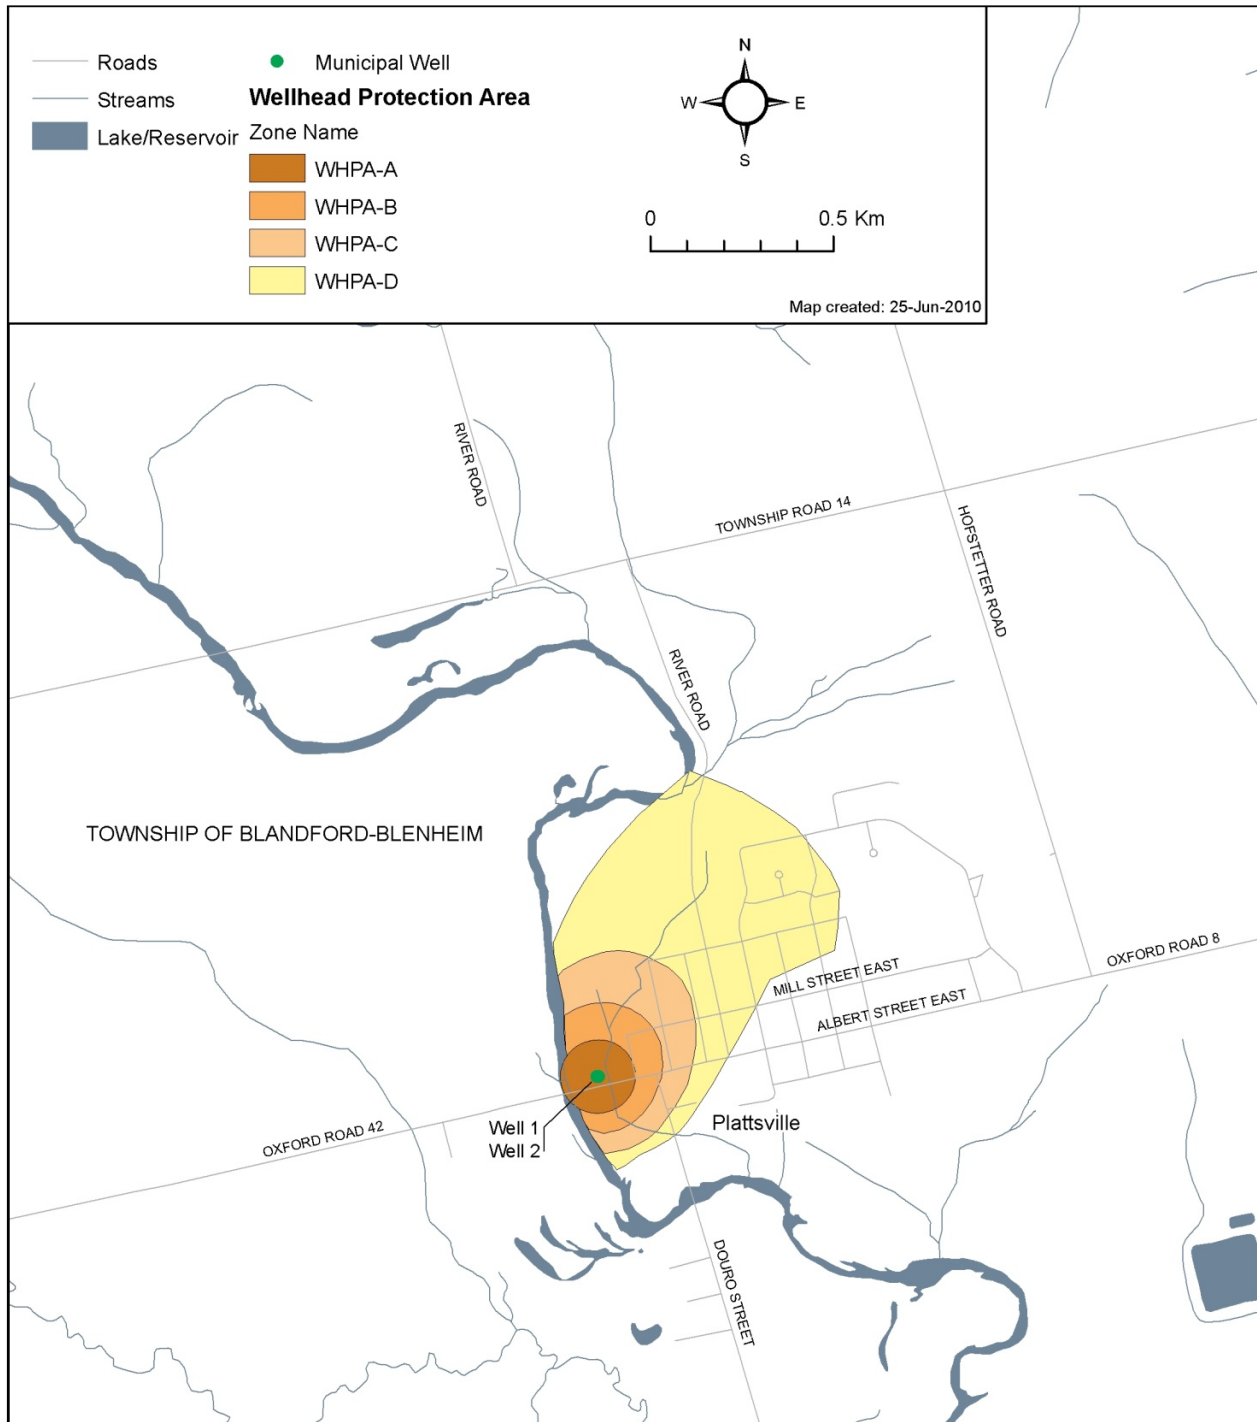 Roads
Streams
Lake/Reservoir
Municipal Well
Wellhead Protection Area
Zone Name
WHPA-A
WHPA-B
WHPA-C
WHPA-D
N
W
E
S
0
0.5 Km
Map created: 25-Jun-2010
RIVER ROAD
TOWNSHIP ROAD 14
HOFSTETTER ROAD
RIVER ROAD
TOWNSHIP OF BLANDFORD-BLENHEIM
MILL STREET EAST
OXFORD ROAD 8
ALBERT STREET EAST
OXFORD ROAD 42
Well 1
Well 2
Plattsville
DOURO STREET